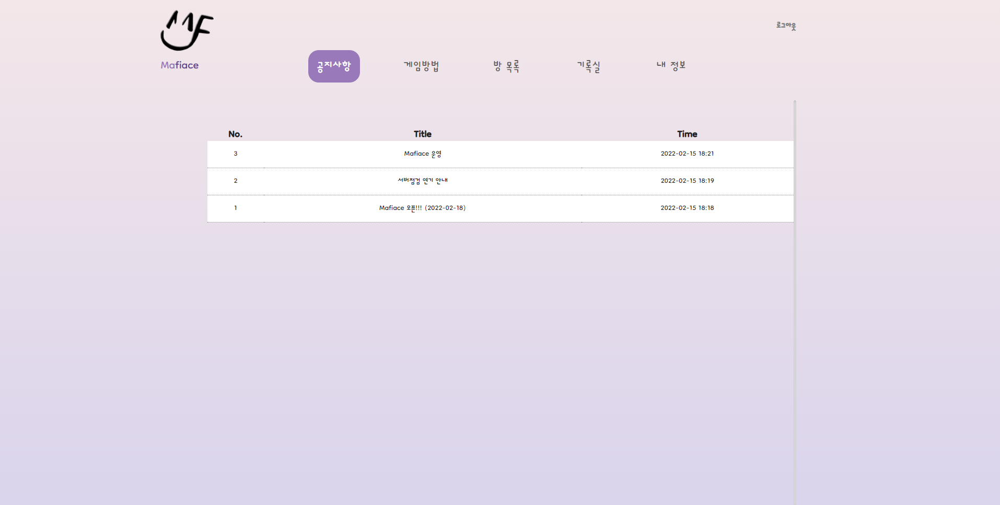 MF
로그아웃
Mafiace
공지사항 게임방법 방 목록 기록실 내 정보
No. Title Time
3 Mafiace 운영 2022-02-15 18:21
2 서버점검 연기 안내 2022-02-15 18:19
1 Mafiace 오픈!!! (2022-02-18) 2022-02-15 18:18